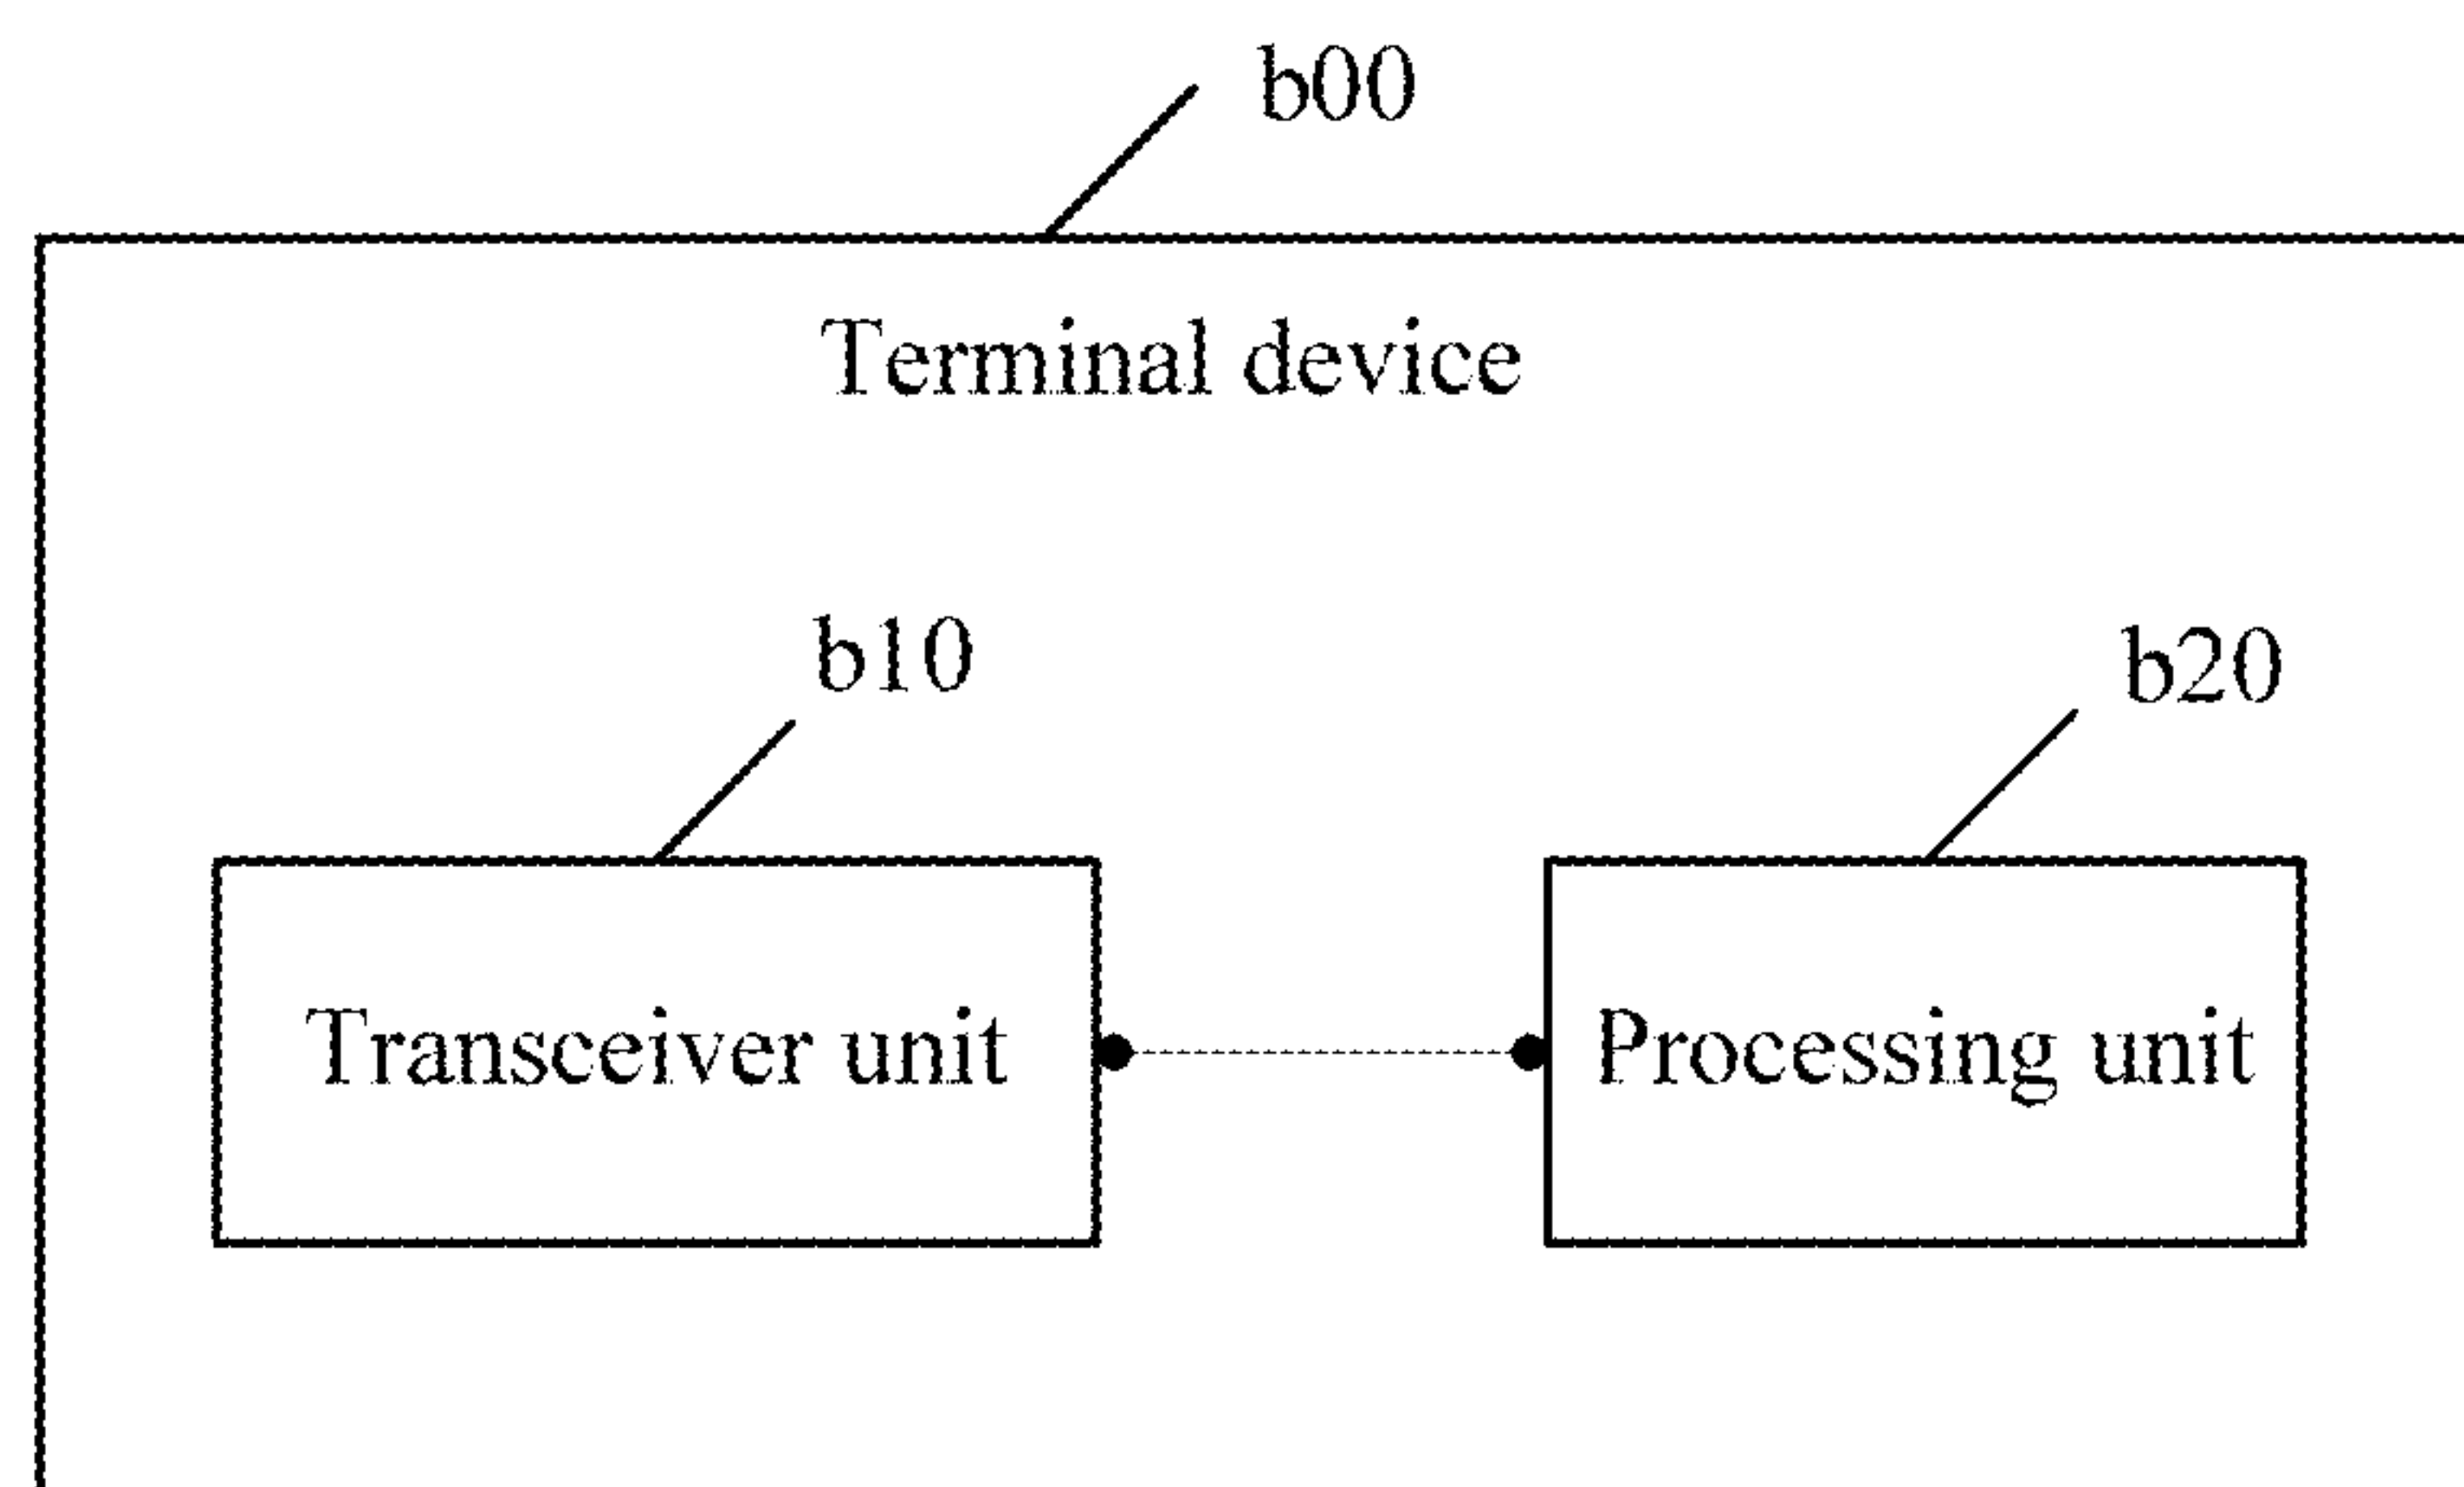 b00
Terminal device
b10
b20
Transceiver unit
Processing unit